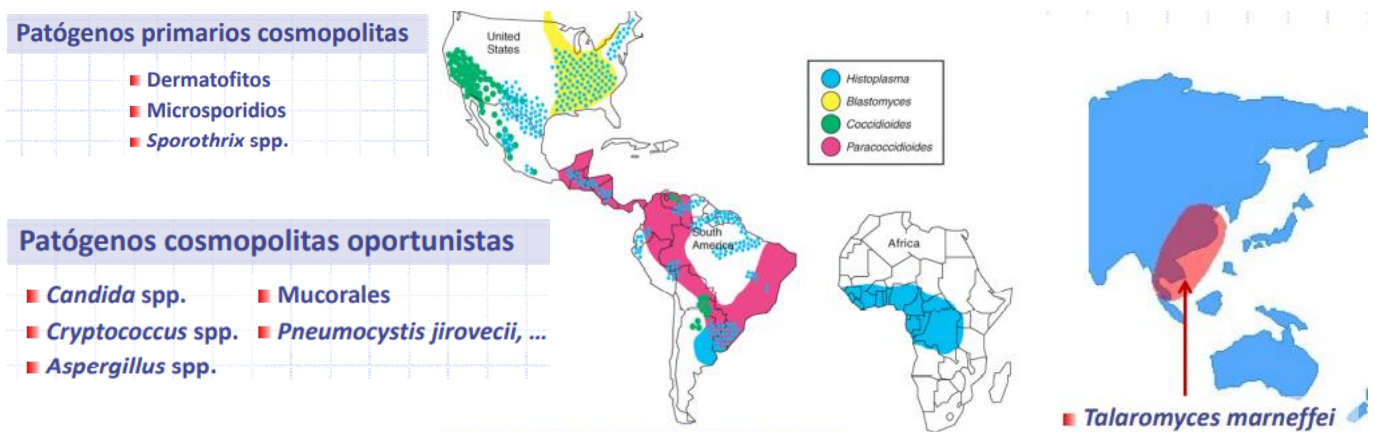 Patógenos primarios cosmopolitas
Dermatofitos
Microsporidios
Sporothrix spp.
Patógenos cosmopolitas oportunistas
Candida spp.
Cryptococcus spp.
Aspergillus spp.
Mucorales
Pneumocystis jirovecii, ...
United
States
South
America
Histoplasma
Blastomyces
Coccidioides
Paracoccidioides
Africa
Talaromyces marneffei